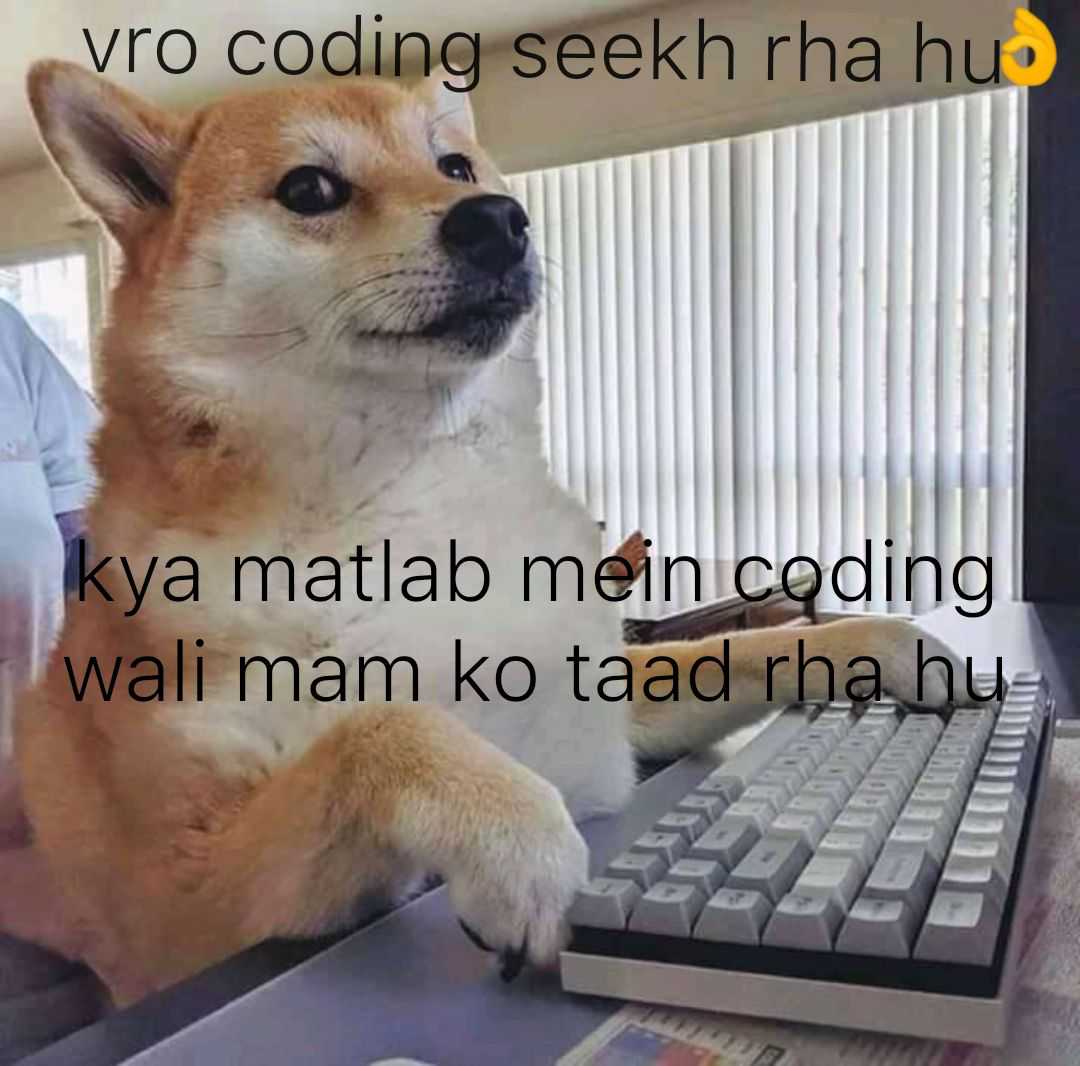 vro coding seekh rha hu👌
kya matlab mein coding
wali mam ko taad rha hu